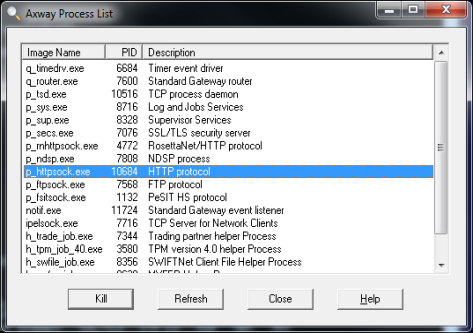 Axway Process List
Image Name PID Description
q_timedrv.exe 6684 Timer event driver
q_router.exe 7600 Standard Gateway router
p_tsd.exe 10516 TCP process daemon
p_sys.exe 8716 Log and Jobs Services
p_sup.exe 8328 Supervisor Services
p_secs.exe 7076 SSL/TLS security server
p_rnhttpsock.exe 4772 RosettaNet/HTTP protocol
p_ndsp.exe 7808 NDSP process
p_httpsock.exe 10684 HTTP protocol
p_ftpsock.exe 7568 FTP protocol
p_fsitsock.exe 1132 PeSIT HS protocol
notif.exe 11724 Standard Gateway event listener
ipelsock.exe 7716 TCP Server for Network Clients
h_trade_job.exe 7344 Trading partner helper Process
h_tpm_job_40.exe 3580 TPM version 4.0 helper Process
h_swfile_job.exe 8356 SWIFTNet Client File Helper Process
Kill Refresh Close Help